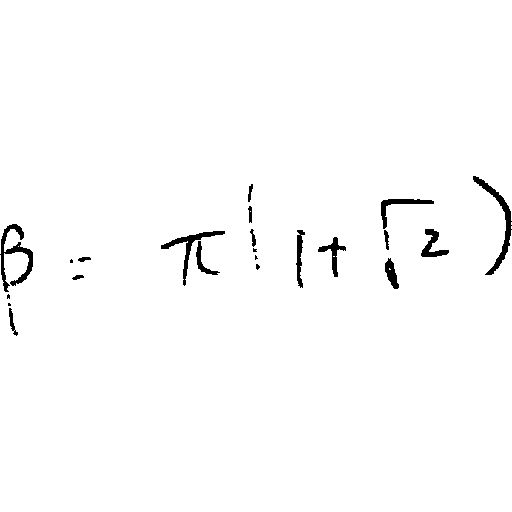 β = π(1+√2)